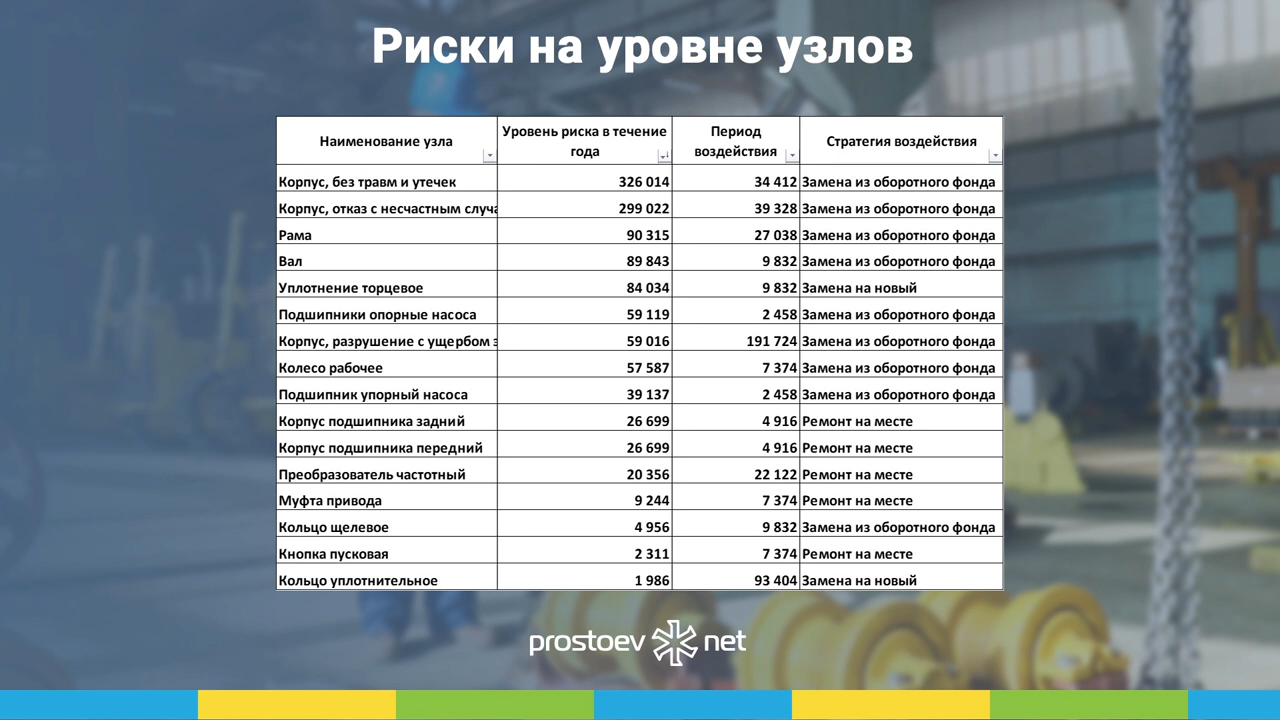 Риски на уровне узлов
Наименование узла Уровень риска в течение года Период воздействия Стратегия воздействия
Корпус, без травм и утечек 326 014 34 412 Замена из оборотного фонда
Корпус, отказ с несчастным случа 299 022 39 328 Замена из оборотного фонда
Рама 90 315 27 038 Замена из оборотного фонда
Вал 89 843 9 832 Замена из оборотного фонда
Уплотнение торцевое 84 034 9 832 Замена на новый
Подшипники опорные насоса 59 119 2 458 Замена из оборотного фонда
Корпус, разрушение с ущербом з 59 016 191 724 Замена из оборотного фонда
Колесо рабочее 57 587 7 374 Замена из оборотного фонда
Подшипник упорный насоса 39 137 2 458 Замена из оборотного фонда
Корпус подшипника задний 26 699 4 916 Ремонт на месте
Корпус подшипника передний 26 699 4 916 Ремонт на месте
Преобразователь частотный 20 356 22 122 Ремонт на месте
Муфта привода 9 244 7 374 Ремонт на месте
Кольцо щелевое 4 956 9 832 Замена из оборотного фонда
Кнопка пусковая 2 311 7 374 Ремонт на месте
Кольцо уплотнительное 1 986 93 404 Замена на новый
prostoev net